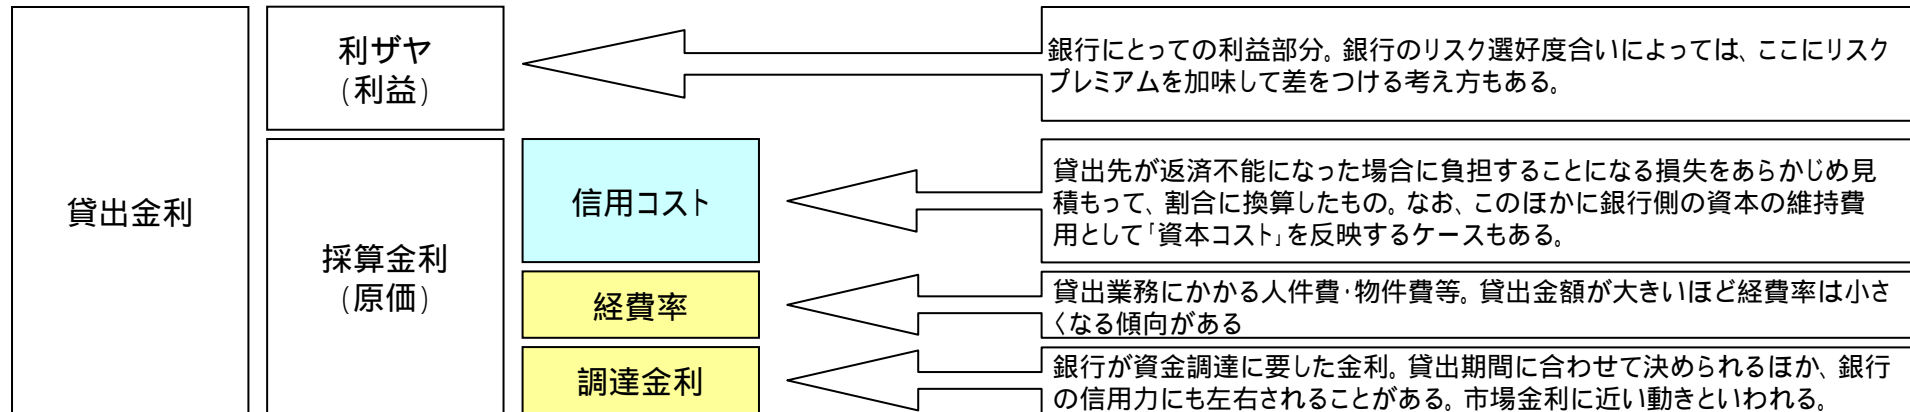 貸出金利
利ザヤ
(利益)
銀行にとっての利益部分。銀行のリスク選好度合いによっては、ここにリスク
プレミアムを加味して差をつける考え方もある。
採算金利
(原価)
信用コスト
貸出先が返済不能になった場合に負担することになる損失をあらかじめ見
積もって、割合に換算したもの。なお、このほかに銀行側の資本の維持費
用として「資本コスト」を反映するケースもある。
経費率
貸出業務にかかる人件費・物件費等。貸出金額が大きいほど経費率は小さ
くなる傾向がある
調達金利
銀行が資金調達に要した金利。貸出期間に合わせて決められるほか、銀行
の信用力にも左右されることがある。市場金利に近い動きといわれる。